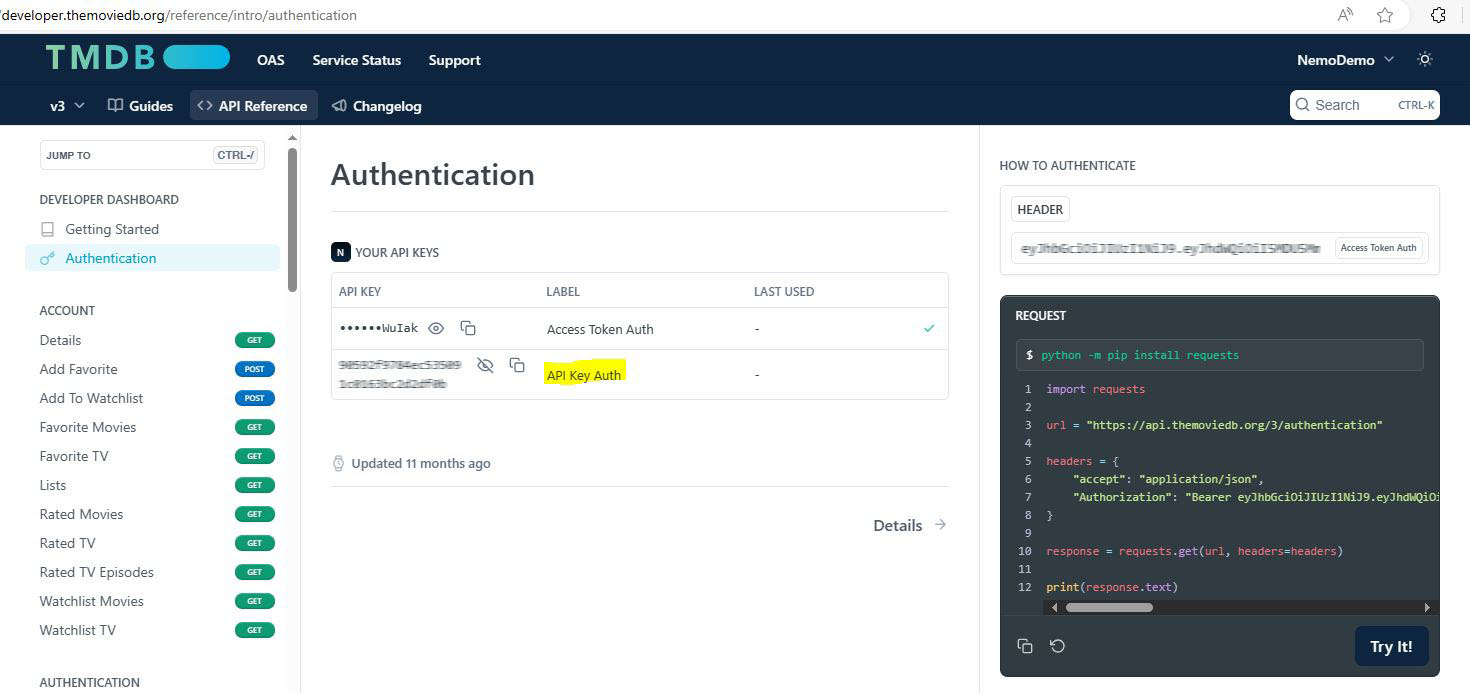 /developer.themoviedb.org/reference/intro/authentication
TMDB
OAS
Service Status
Support
NemoDemo
v3
Guides
<> API Reference
Changelog
Search
CTRL-K
JUMP TO
CTRL-/
DEVELOPER DASHBOARD
Getting Started
Authentication
ACCOUNT
Details GET
Add Favorite POST
Add To Watchlist POST
Favorite Movies GET
Favorite TV GET
Lists GET
Rated Movies GET
Rated TV GET
Rated TV Episodes GET
Watchlist Movies GET
Watchlist TV GET
AUTHENTICATION
Authentication
N YOUR API KEYS
API KEY LABEL LAST USED
••••••WuIak Access Token Auth -
API Key Auth -
Updated 11 months ago
Details
HOW TO AUTHENTICATE
HEADER
Access Token Auth
REQUEST
$ python -m pip install requests
1 import requests
2
3 url = "https://api.themoviedb.org/3/authentication"
4
5 headers = {
6 "accept": "application/json",
7 "Authorization": "Bearer eyJhbGciOiJIUzI1NiJ9.eyJhdWQiOi
8 }
9
10 response = requests.get(url, headers=headers)
11
12 print(response.text)
Try It!